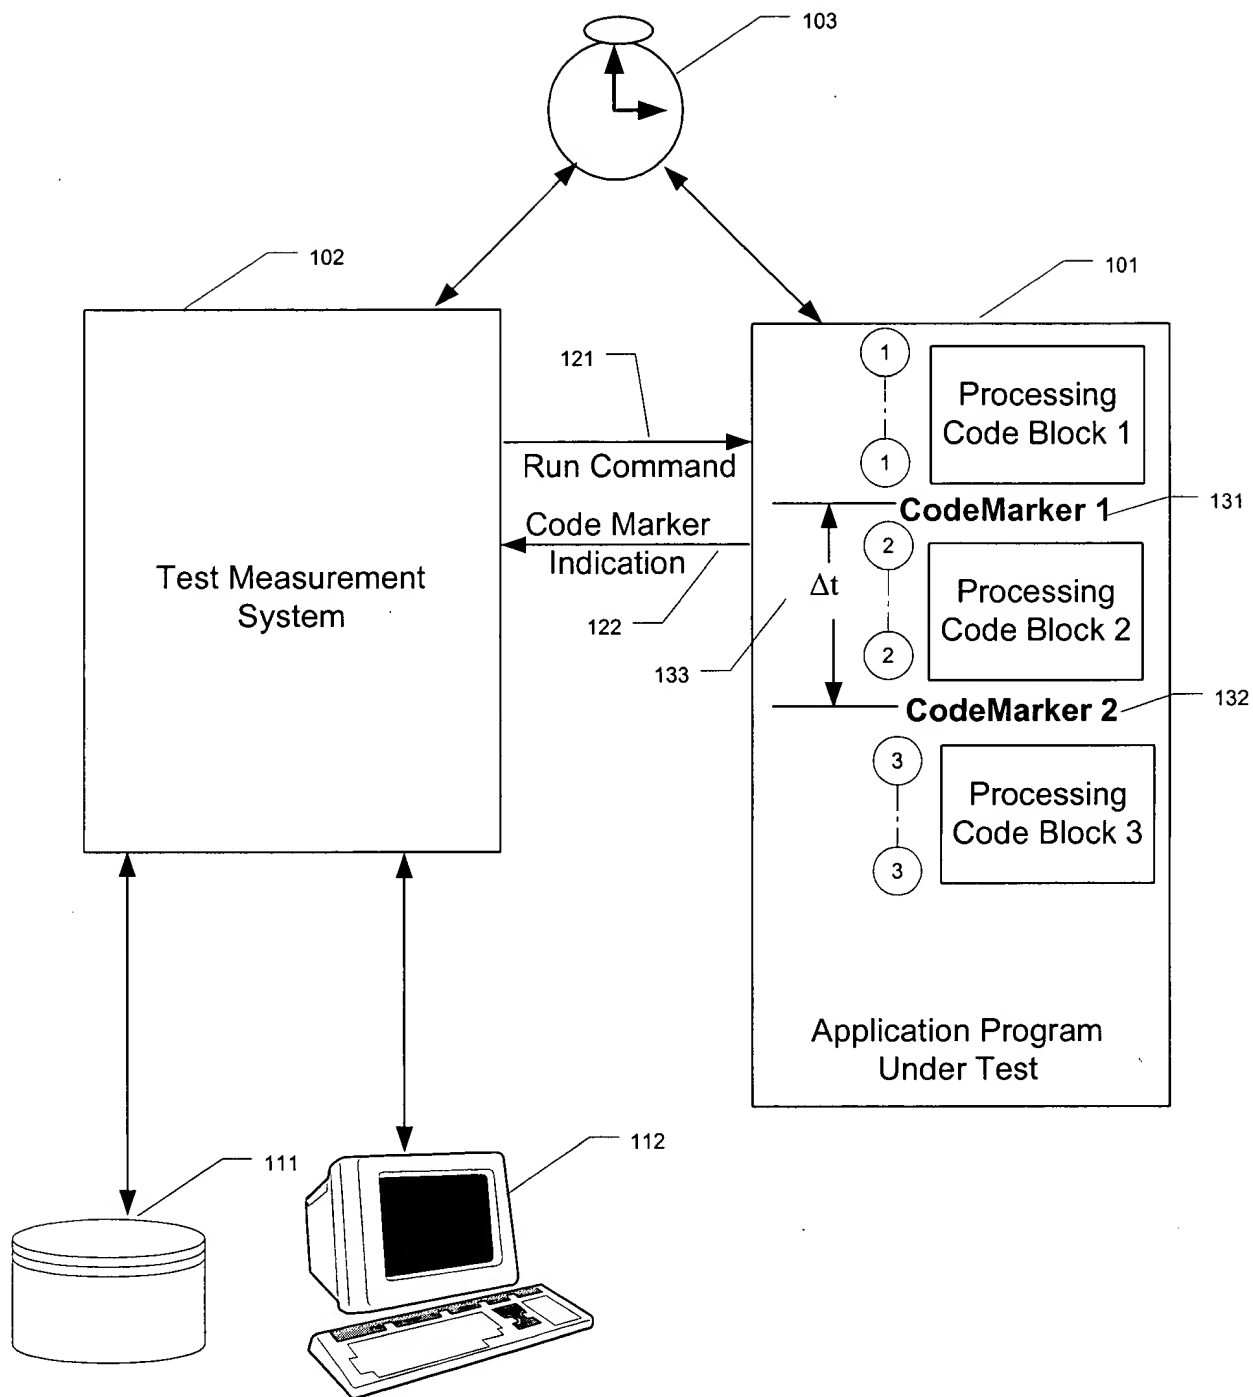 103
102
101
121
1
Processing
Code Block 1
1
Run Command
CodeMarker 1
131
Code Marker
Indication
122
2
Δt
Processing
Code Block 2
2
133
CodeMarker 2
132
Test Measurement
System
3
Processing
Code Block 3
3
Application Program
Under Test
111
112